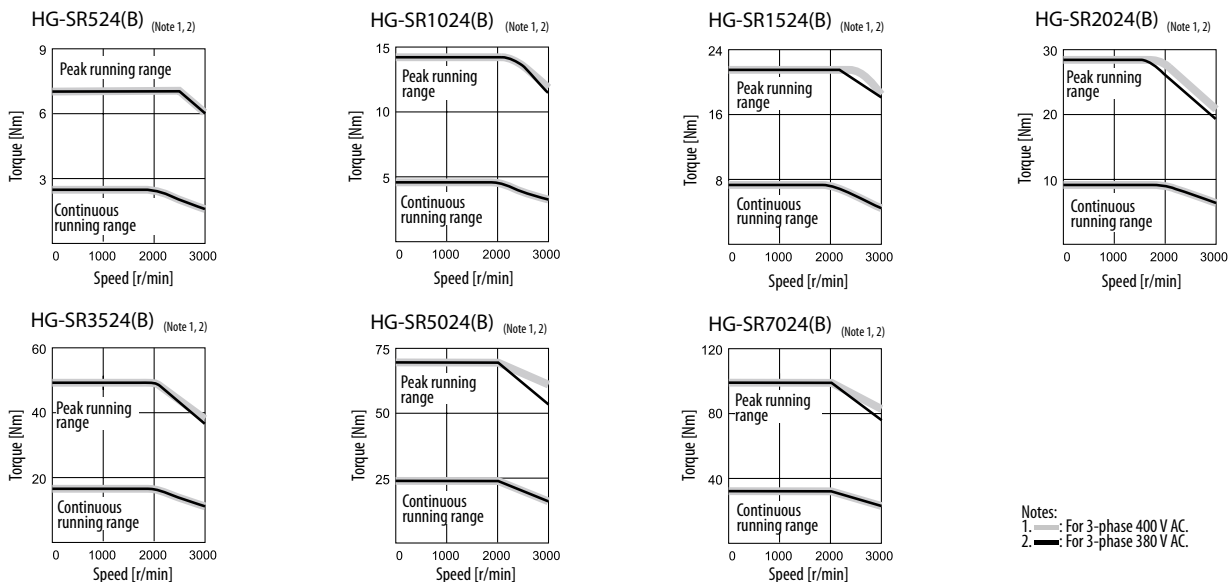 HG-SR524(B) (Note 1, 2)
9
6
3
Torque [Nm]
Peak running range
Continuous
running range
0 1000 2000 3000
Speed [r/min]
HG-SR1024(B) (Note 1, 2)
15
10
5
Torque [Nm]
Peak running
range
Continuous
running range
0 1000 2000 3000
Speed [r/min]
HG-SR1524(B) (Note 1, 2)
24
16
8
Torque [Nm]
Peak running
range
Continuous
running range
0 1000 2000 3000
Speed [r/min]
HG-SR2024(B) (Note 1, 2)
30
20
10
Torque [Nm]
Peak running
range
Continuous
running range
0 1000 2000 3000
Speed [r/min]
HG-SR3524(B) (Note 1, 2)
60
40
20
Torque [Nm]
Peak running
range
Continuous
running range
0 1000 2000 3000
Speed [r/min]
HG-SR5024(B) (Note 1, 2)
75
50
25
Torque [Nm]
Peak running
range
Continuous
running range
0 1000 2000 3000
Speed [r/min]
HG-SR7024(B) (Note 1, 2)
120
80
40
Torque [Nm]
Peak running
range
Continuous
running range
0 1000 2000 3000
Speed [r/min]
Notes:
1. : For 3-phase 400 V AC.
2. : For 3-phase 380 V AC.